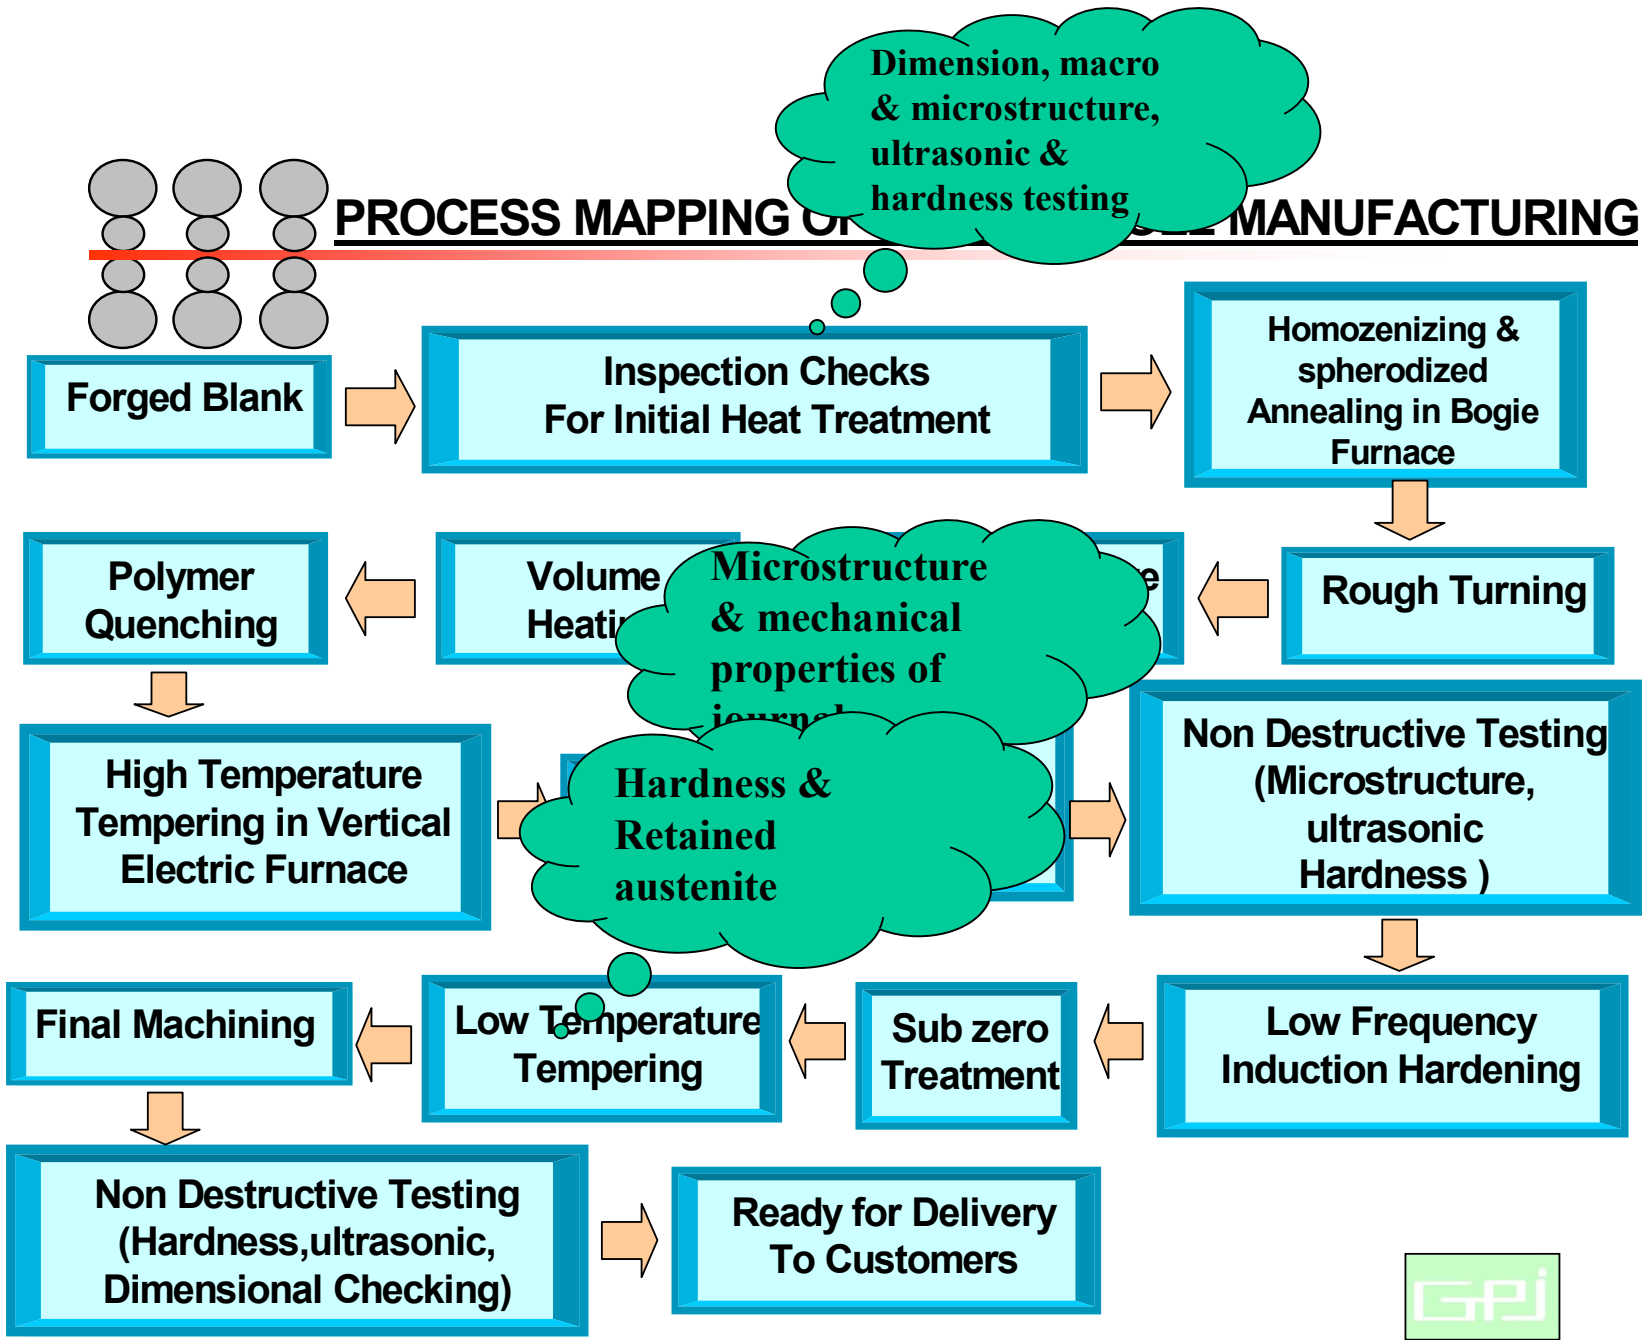 Dimension, macro
& microstructure,
ultrasonic &
hardness testing
PROCESS MAPPING MANUFACTURING
Forged Blank
Inspection Checks
For Initial Heat Treatment
Homozenizing &
spherodized
Annealing in Bogie
Furnace
Polymer
Quenching
Volume
Microstructure
& mechanical
properties of
journal
Rough Turning
High Temperature
Tempering in Vertical
Electric Furnace
Hardness &
Retained
austenite
Non Destructive Testing
(Microstructure,
ultrasonic
Hardness )
Final Machining
Low Temperature
Tempering
Sub zero
Treatment
Low Frequency
Induction Hardening
Non Destructive Testing
(Hardness,ultrasonic,
Dimensional Checking)
Ready for Delivery
To Customers
GPI